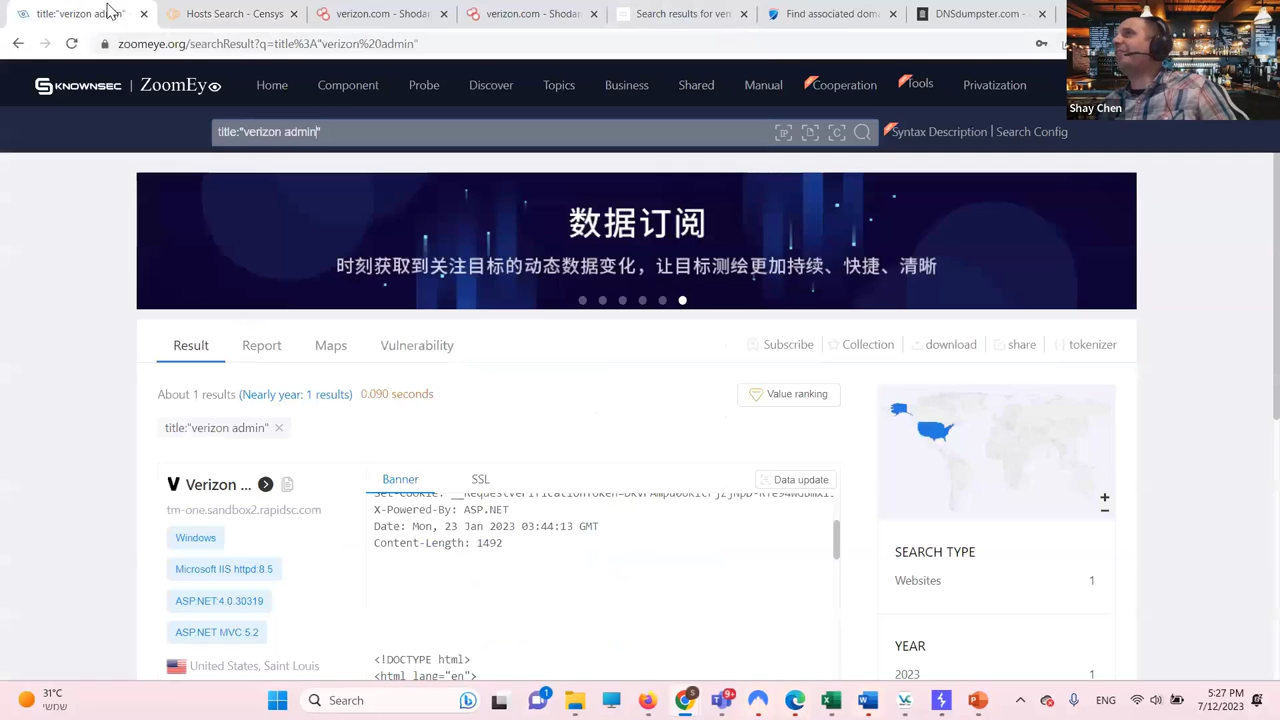 title:"verizon admin"
Hosts Search - Censys
verizon.com - Shodan
verizon.com - Shodan
Search results for ver
Find associated do
DNSdumpster.com -
zoomeye.org/searchResult?q=title%3A"verizon%20ad
KNOWNSEC | ZoomEye
Home
Component
Probe
Discover
Topics
Business
Shared
Manual
Cooperation
Tools
Privatization
Shay Chen
title:"verizon admin"
Syntax Description | Search Config
数据订阅
时刻获取到关注目标的动态数据变化，让目标测绘更加持续、快捷、清晰
Result
Report
Maps
Vulnerability
Subscribe
Collection
download
share
tokenizer
About 1 results (Nearly year: 1 results) 0.090 seconds
Value ranking
title:"verizon admin" ×
Verizon ...
Banner
SSL
Data update
tm-one.sandbox2.rapidsc.com
X-Powered-By: ASP.NET
Date: Mon, 23 Jan 2023 03:44:13 GMT
Content-Length: 1492
Windows
Microsoft IIS httpd:8.5
ASP.NET:4.0.30319
ASP.NET MVC:5.2
United States, Saint Louis
<!DOCTYPE html>
<html lang="en">
SEARCH TYPE
Websites 1
YEAR
2023 1
31°C
שמשי
Search
ENG
5:27 PM
7/12/2023